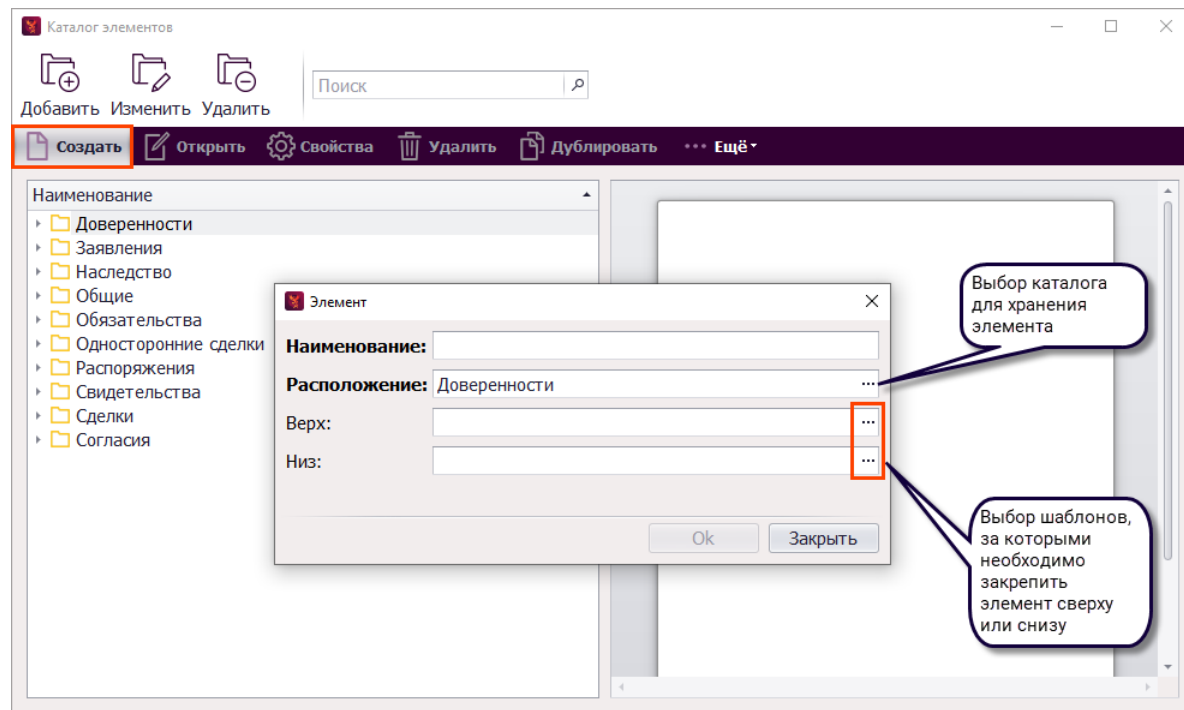 Каталог элементов
Добавить Изменить Удалить
Поиск
Создать Открыть Свойства Удалить Дублировать ··· Ещё
Наименование
Доверенности
Заявления
Наследство
Общие
Обязательства
Односторонние сделки
Распоряжения
Свидетельства
Сделки
Согласия
Элемент
Наименование:
Расположение: Доверенности ...
Верх: ...
Низ: ...
Ok Закрыть
Выбор каталога
для хранения
элемента
Выбор шаблонов,
за которыми
необходимо
закрепить
элемент сверху
или снизу